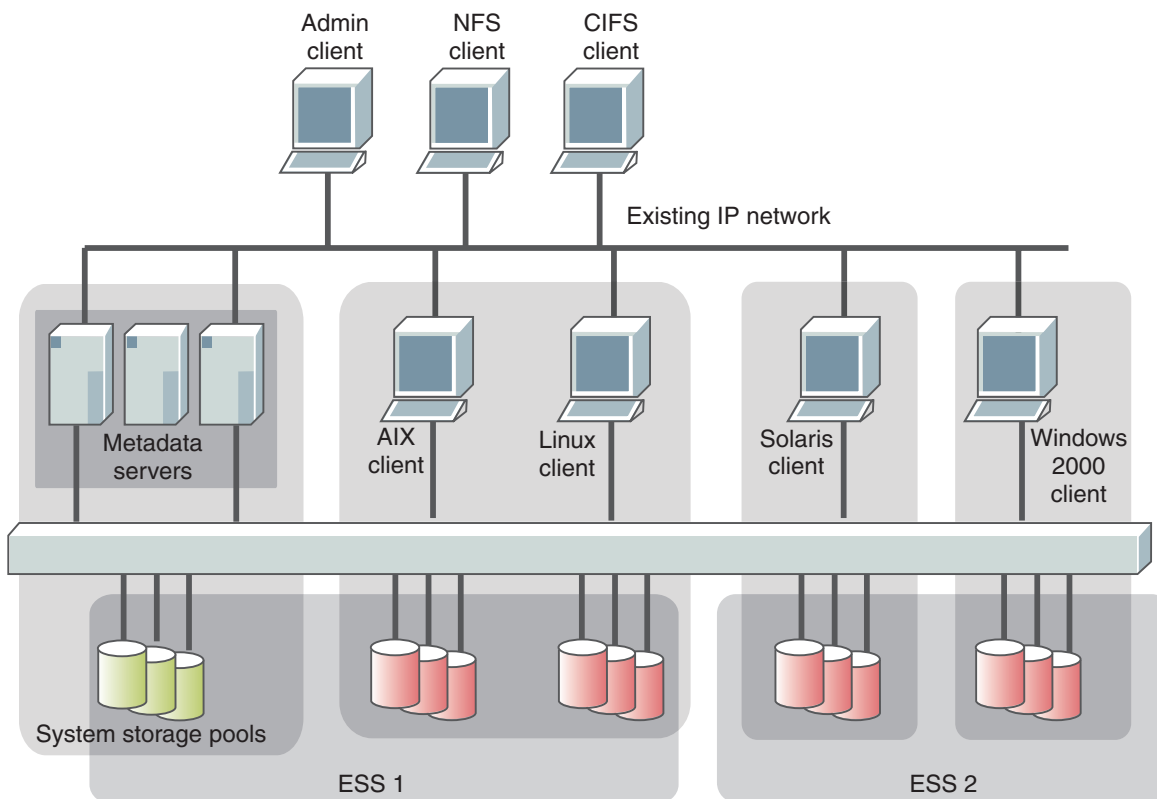 Admin
client
NFS
client
CIFS
client
Existing IP network
Metadata
servers
AIX
client
Linux
client
Solaris
client
Windows
2000
client
System storage pools
ESS 1
ESS 2